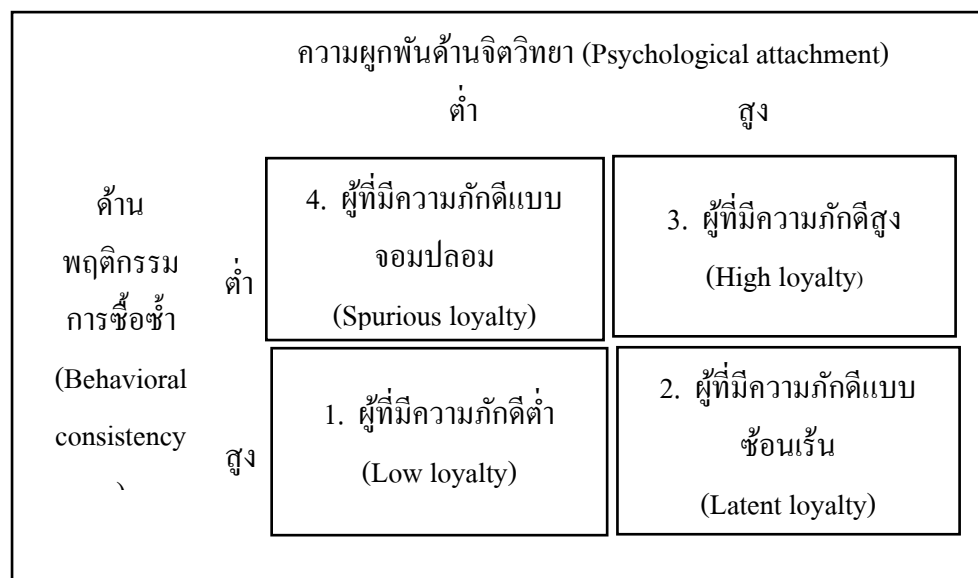 ความผูกพันด้านจิตวิทยา (Psychological attachment)
ต่ำ สูง
ด้าน
พฤติกรรม
การซื้อซ้ำ
(Behavioral
consistency
)
ต่ำ
4. ผู้ที่มีความภักดีแบบ
จอมปลอม
(Spurious loyalty)
3. ผู้ที่มีความภักดีสูง
(High loyalty)
สูง
1. ผู้ที่มีความภักดีต่ำ
(Low loyalty)
2. ผู้ที่มีความภักดีแบบ
ซ้อนเร้น
(Latent loyalty)